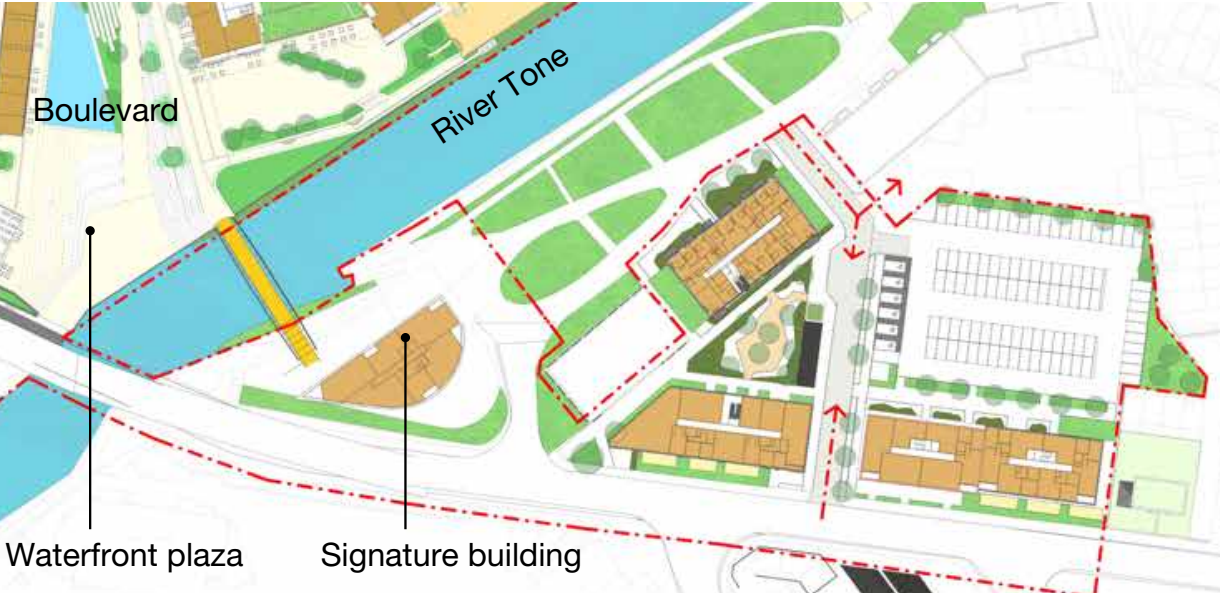 Boulevard
River Tone
Waterfront plaza
Signature building